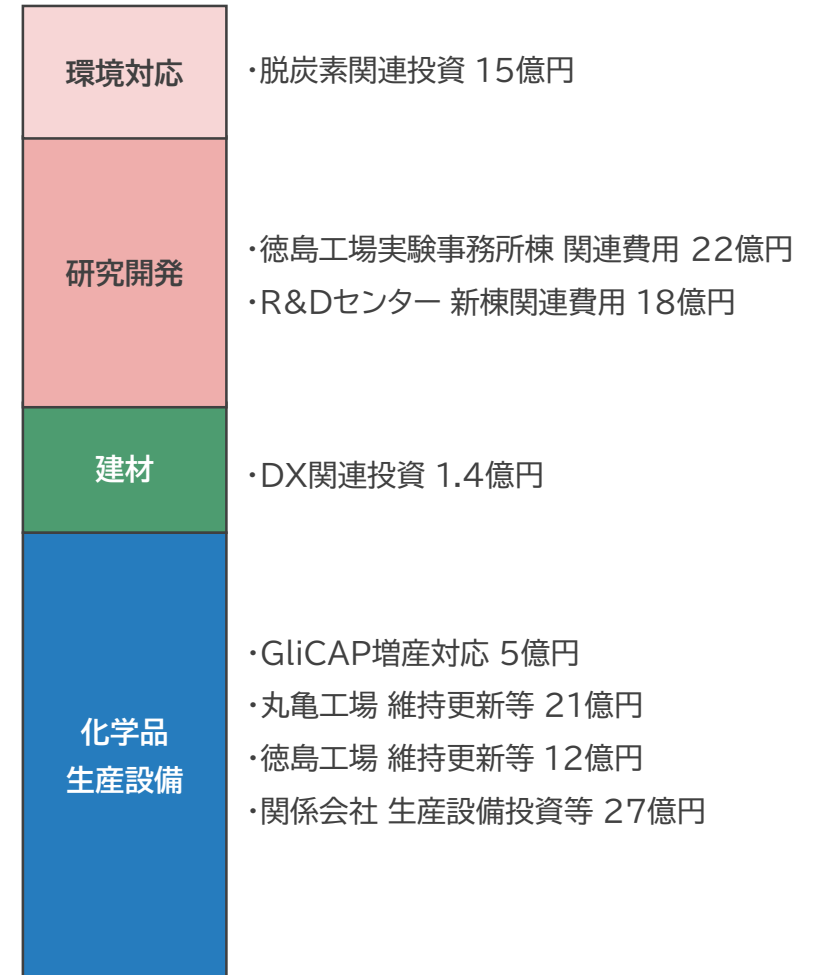 環境対応
・脱炭素関連投資 15億円
研究開発
・徳島工場実験事務所棟 関連費用 22億円
・R&Dセンター 新棟関連費用 18億円
建材
・DX関連投資 1.4億円
化学品
生産設備
・GliCAP増産対応 5億円
・丸亀工場 維持更新等 21億円
・徳島工場 維持更新等 12億円
・関係会社 生産設備投資等 27億円